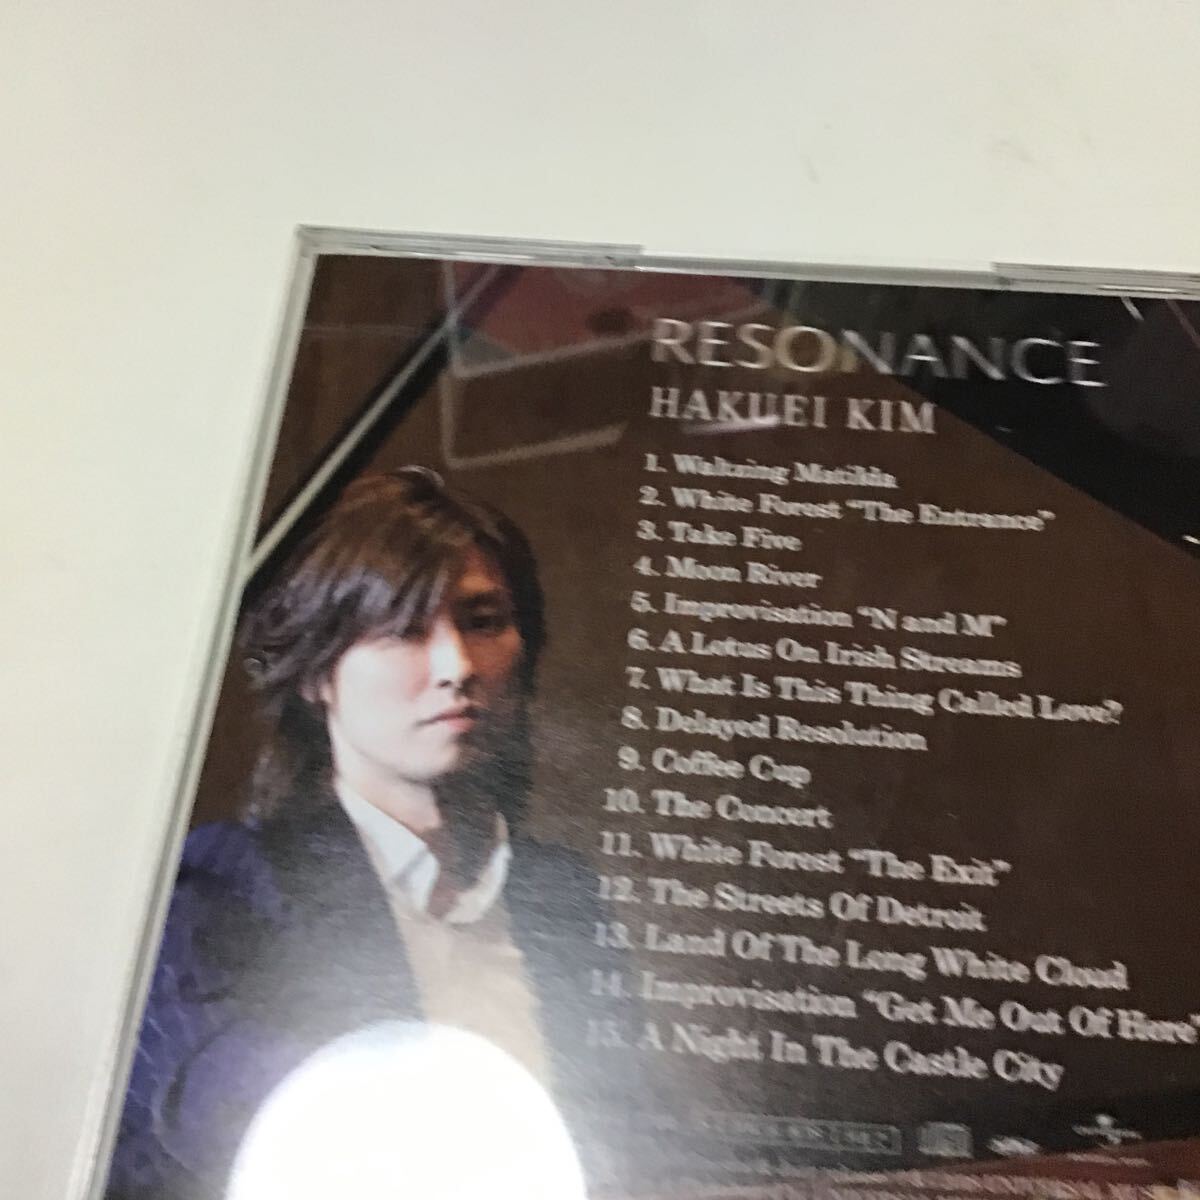 RESONANCE
HAKUEI KIM
1. Waltzing Matilda
2. White Forest "The Entrance"
3. Take Five
4. Moon River
5. Improvisation "N and M"
6. A Lotus On Irish Streams
7. What Is This Thing Called Love?
8. Delayed Resolution
9. Coffee Cup
10. The Concert
11. White Forest "The Exit"
12. The Streets Of Detroit
13. Land Of The Long White Cloud
14. Improvisation "Get Me Out Of Here"
15. A Night In The Castle City